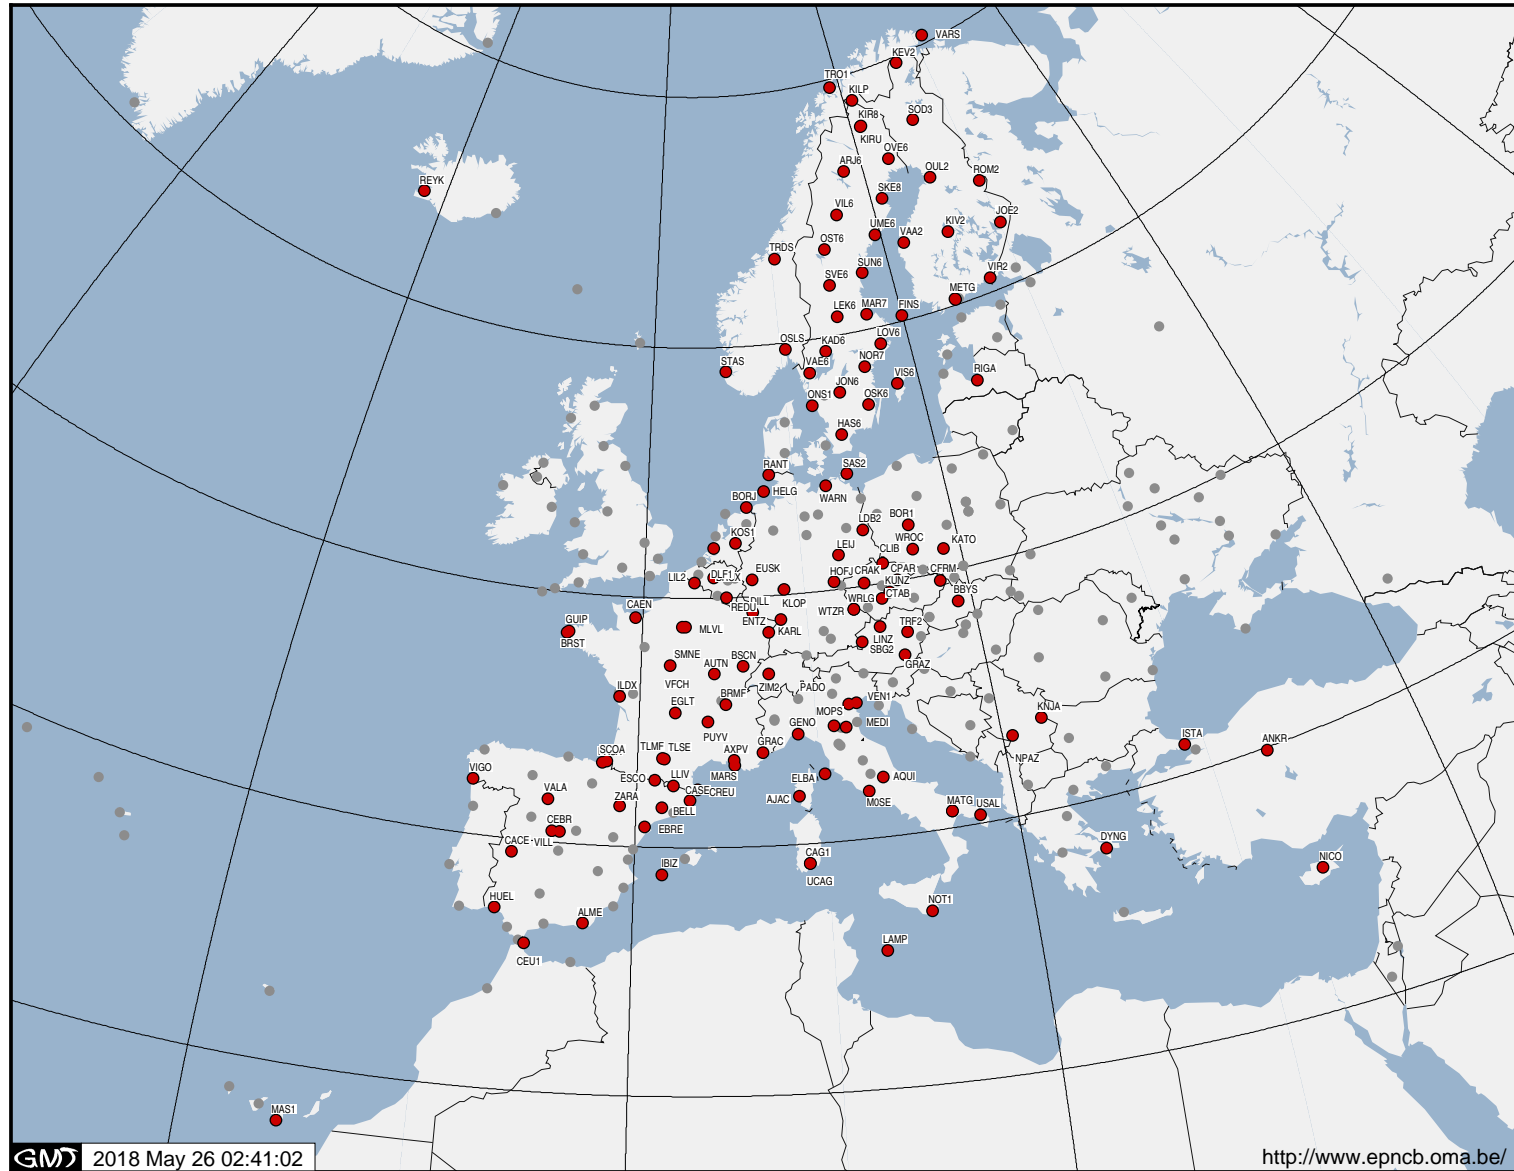 VARS
KEV2
TRO1
KILP
SOD3
KIR8
KIRU
OVE6
ARJ6
OUL2
ROM2
REYK
SKE8
VIL6
JOE2
UME6
KIV2
VAA2
OST6
TRDS
SUN6
VIR2
SVE6
METG
LEK6
MAR7
FINS
OSLS
KAD6
LOV6
NOR7
STAS
VAE6
VIS6
RIGA
JON6
ONS1
OSK6
HAS6
RANT
SAS2
HELG
WARN
BORJ
BOR1
LDB2
KOS1
WROC
KATO
LEIJ
CLIB
CPAR
CFRM
LIL2
DLF1
EUSK
HOFJ
CRAK
KUNZ
BBYS
CTAB
WRLG
CAEN
REDU
DILL
KLOP
WTZR
GUIP
BRST
MLVL
ENTZ
KARL
LINZ
TRF2
SBG2
GRAZ
SMNE
AUTN
BSCN
VFCH
ZIM2
PADO
ILDX
EGLT
BRMF
VEN1
MOPS
MEDI
KNJA
PUYV
GENO
ISTA
ANKR
NPAZ
SCOA
TLMF
TLSE
AXPV
GRAC
MARS
VIGO
ESCO
LLIV
ELBA
AQUI
VALA
ZARA
CASE
CREU
AJAC
M0SE
BELL
MATG
USAL
CEBR
EBRE
CACE
VILL
DYNG
IBIZ
CAG1
UCAG
NICO
HUEL
ALME
NOT1
LAMP
CEU1
MAS1
GMT
2018 May 26 02:41:02
http://www.epncb.oma.be/